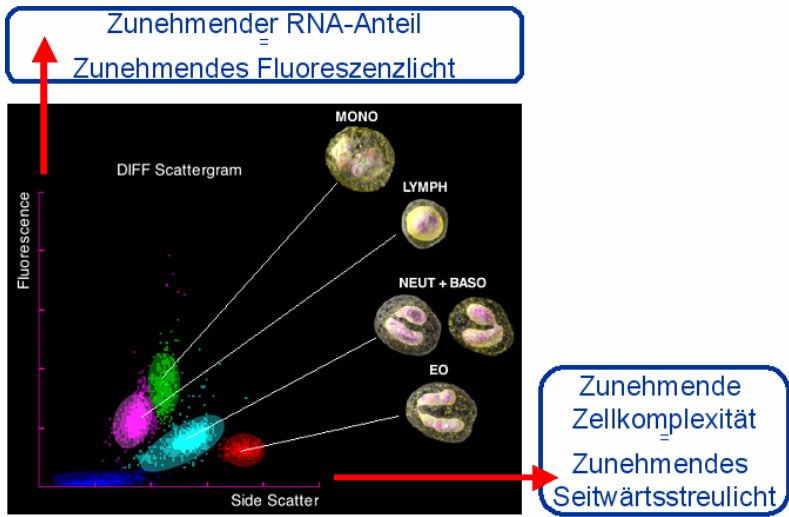 Zunehmender RNA-Anteil
=
Zunehmendes Fluoreszenzlicht
MONO
DIFF Scattergram
LYMPH
Fluorescence
NEUT + BASO
EO
Side Scatter
Zunehmende
Zellkomplexität
=
Zunehmendes
Seitwärtsstreulicht